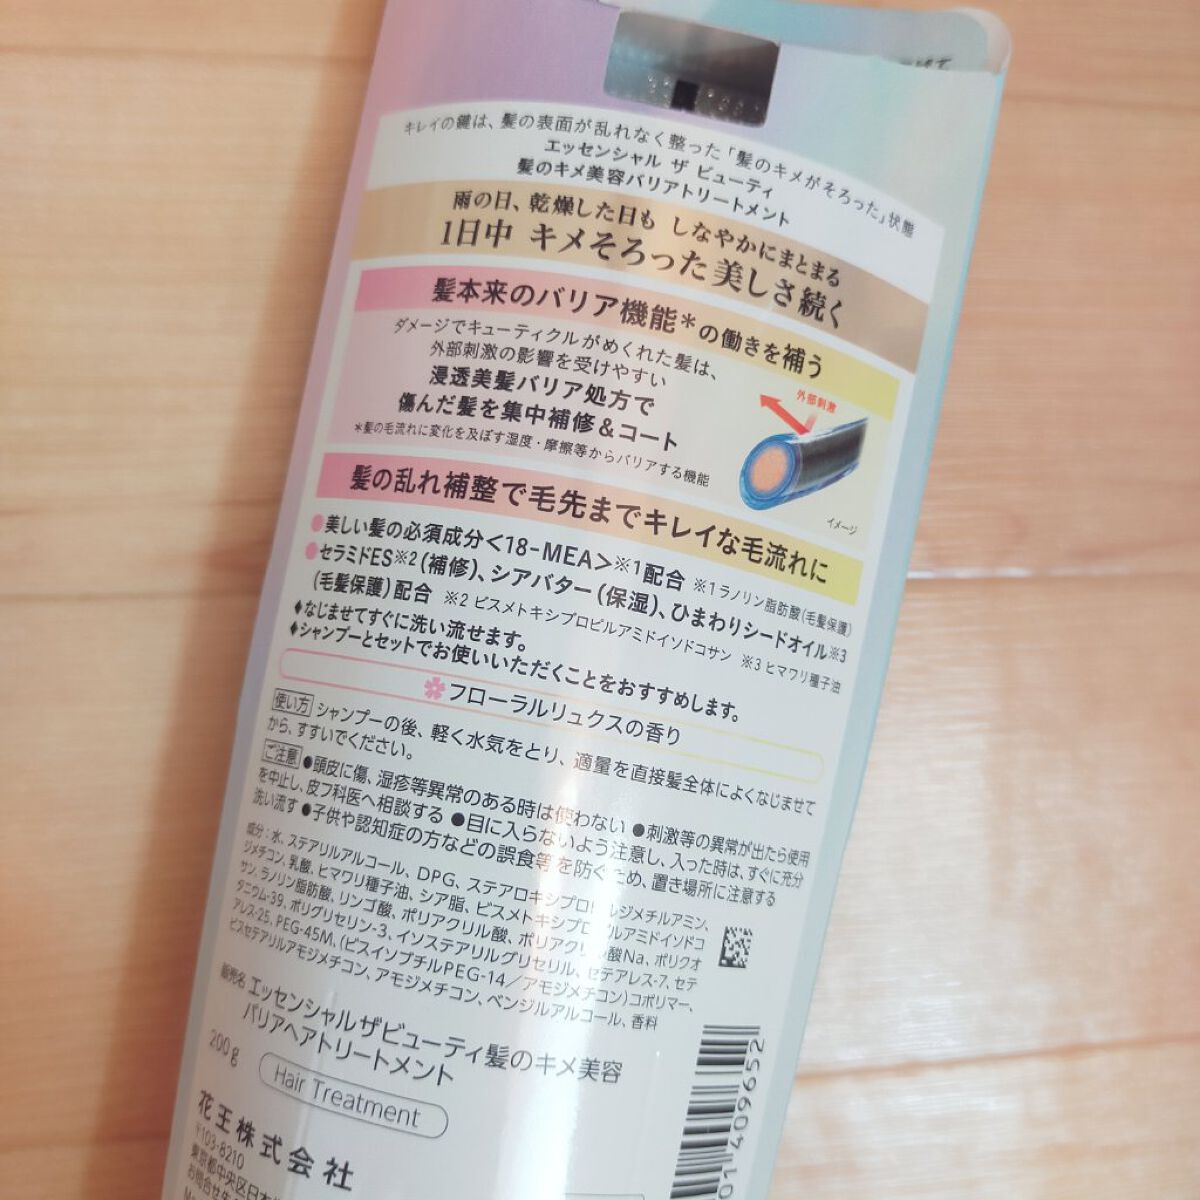 キレイの鍵は、髪の表面が乱れなく整った「髪のキメがそろった」状態
エッセンシャル ザ ビューティ
髪のキメ美容バリアトリートメント
雨の日、乾燥した日も しなやかにまとまる
1日中 キメそろった美しさ続く
髪本来のバリア機能*の働きを補う
ダメージでキューティクルがめくれた髪は、
外部刺激の影響を受けやすい
浸透美髪バリア処方で
傷んだ髪を集中補修&コート
*髪の毛流れに変化を及ぼす湿度・摩擦等からバリアする機能
外部刺激
イメージ
髪の乱れ補整で毛先までキレイな毛流れに
●美しい髪の必須成分<18-MEA>※1配合 ※1 ラノリン脂肪酸(毛髪保護)
●セラミドES※2(補修)、シアバター(保湿)、ひまわりシードオイル※3
(毛髪保護)配合 ※2 ビスメトキシプロピルアミドイソドコサン ※3 ヒマワリ種子油
♦なじませてすぐに洗い流せます。
♦シャンプーとセットでお使いいただくことをおすすめします。
フローラルリュクスの香り
使い方 シャンプーの後、軽く水気をとり、適量を直接髪全体によくなじませて
から、すすいでください。
ご注意 ●頭皮に傷、湿疹等異常のある時は使わない ●刺激等の異常が出たら使用
を中止し、皮フ科医へ相談する ●目に入らないよう注意し、入った時は、すぐに充分
洗い流す ●子供や認知症の方などの誤食等を防ぐため、置き場所に注意する
成分:水、ステアリルアルコール、DPG、ステアロキシプロピルジメチルアミン、
ジメチコン、乳酸、ヒマワリ種子油、シア脂、ビスメトキシプロピルアミドイソドコ
サン、ラノリン脂肪酸、リンゴ酸、ポリアクリル酸、ポリアクリル酸Na、ポリクオ
タニウム-39、ポリグリセリン-3、イソステアリルグリセリル、セテアレス-7、セテ
アレス-25、PEG-45M、(ビスイソブチルPEG-14/アモジメチコン)コポリマー、
ビスセテアリルアモジメチコン、アモジメチコン、ベンジルアルコール、香料
販売名 エッセンシャルザビューティ髪のキメ美容
バリアヘアトリートメント
200g
Hair Treatment
花王株式会社
〒103-8210
東京都中央区日本
お問合せ先
01 409652